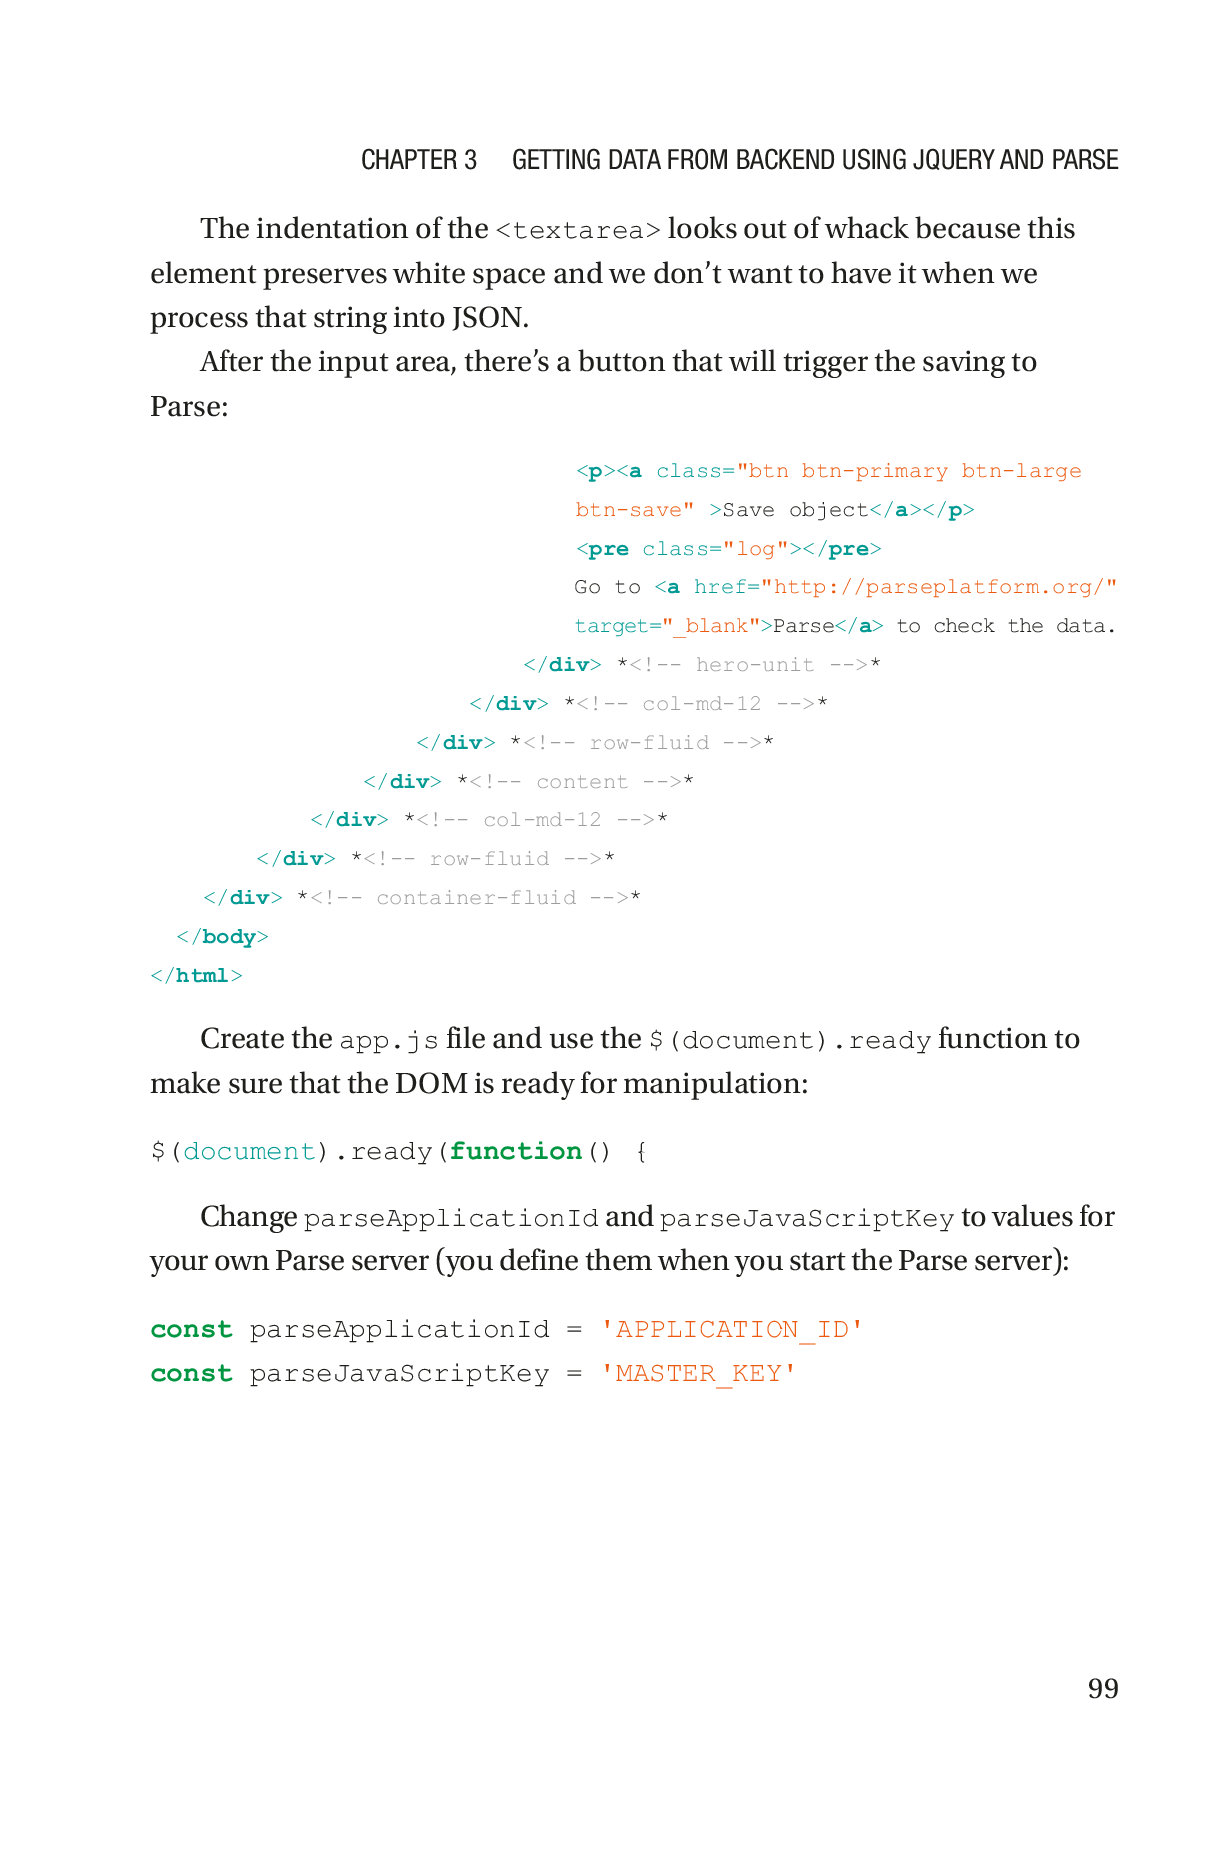 CHAPTER 3 GETTING DATA FROM BACKEND USING JQUERY AND PARSE
The indentation of the <textarea> looks out of whack because this
element preserves white space and we don’t want to have it when we
process that string into JSON.
After the input area, there’s a button that will trigger the saving to
Parse:
<p><a class="btn btn-primary btn-large
btn-save" >Save object</a></p>
<pre class="log"></pre>
Go to <a href="http://parseplatform.org/"
target="_blank">Parse</a> to check the data.
</div> *<!-- hero-unit -->*
</div> *<!-- col-md-12 -->*
</div> *<!-- row-fluid -->*
</div> *<!-- content -->*
</div> *<!-- col-md-12 -->*
</div> *<!-- row-fluid -->*
</div> *<!-- container-fluid -->*
</body>
</html>
Create the app.js file and use the $(document).ready function to
make sure that the DOM is ready for manipulation:
$(document).ready(function() {
Change parseApplicationId and parseJavaScriptKey to values for
your own Parse server (you define them when you start the Parse server):
const parseApplicationId = 'APPLICATION_ID'
const parseJavaScriptKey = 'MASTER_KEY'
99